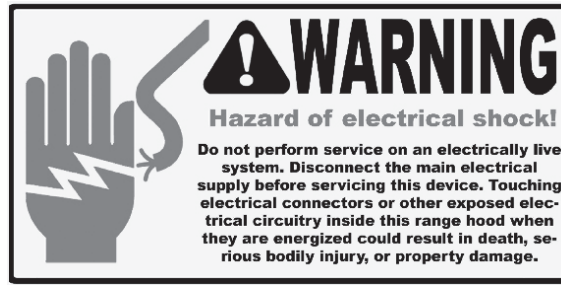 WARNING
Hazard of electrical shock!
Do not perform service on an electrically live
system. Disconnect the main electrical
supply before servicing this device. Touching
electrical connectors or other exposed elec-
trical circuitry inside this range hood when
they are energized could result in death, se-
rious bodily injury, or property damage.